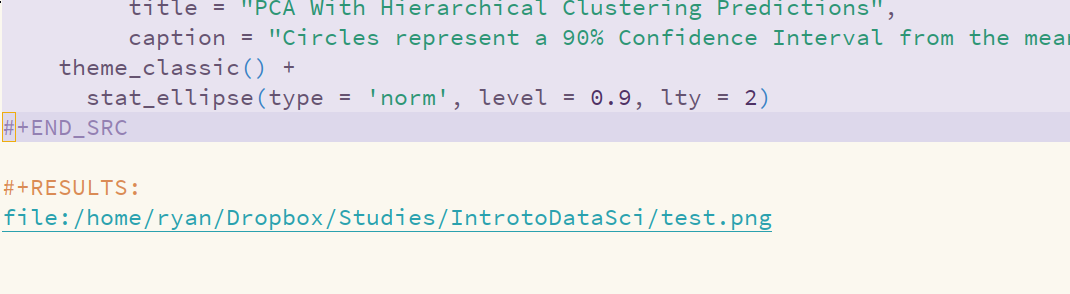 title = "PCA With Hierarchical Clustering Predictions",
caption = "Circles represent a 90% Confidence Interval from the mean
theme_classic() +
stat_ellipse(type = 'norm', level = 0.9, lty = 2)
#+END_SRC
#+RESULTS:
file:/home/ryan/Dropbox/Studies/IntrotoDataSci/test.png